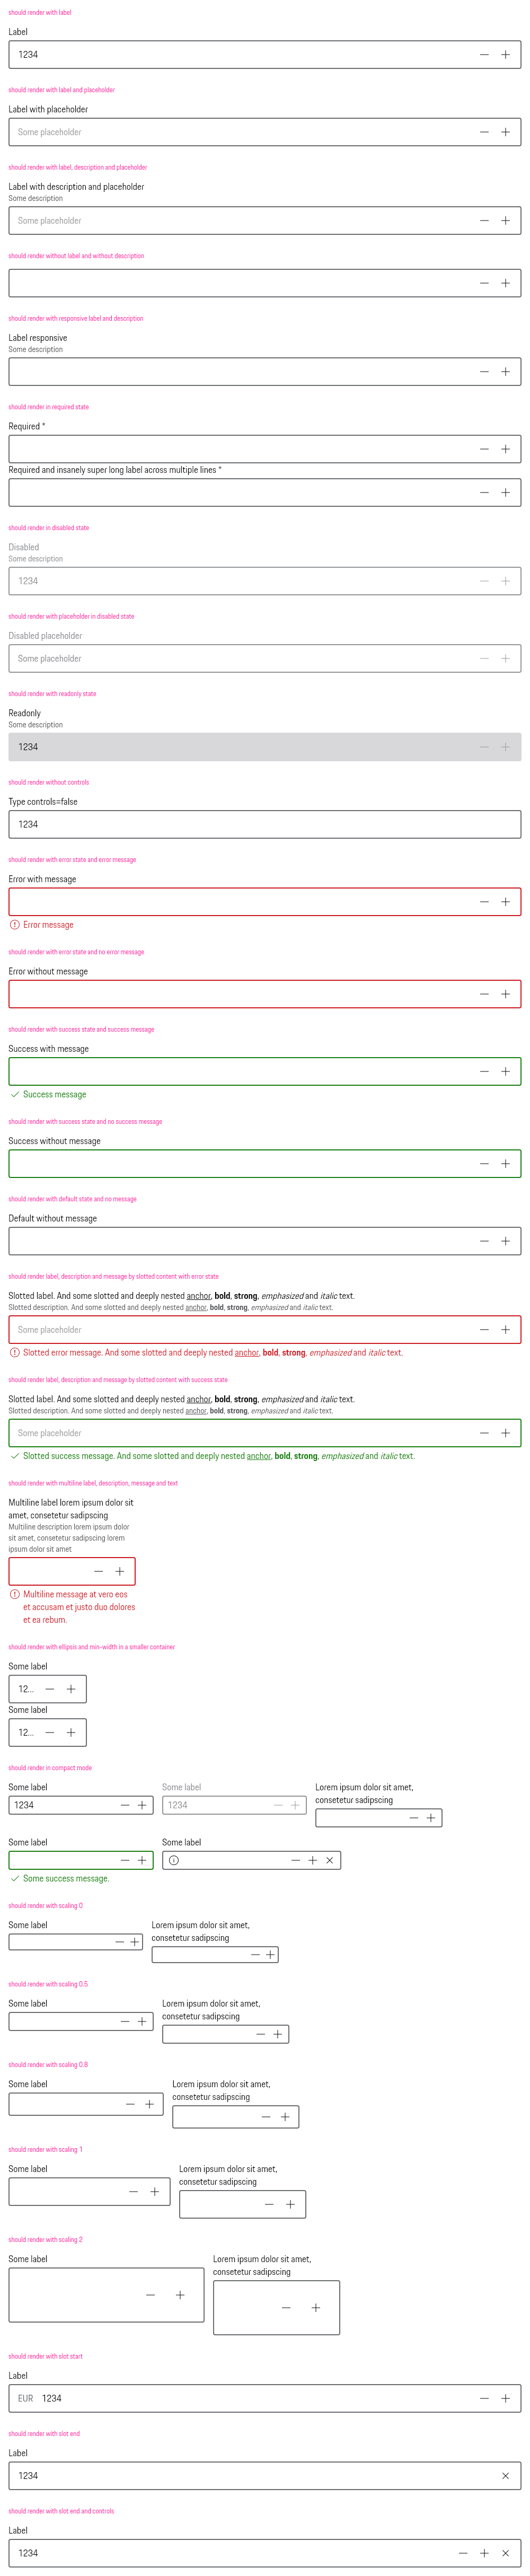 should render with label
Label
1234
should render with label and placeholder
Label with placeholder
Some placeholder
should render with label, description and placeholder
Label with description and placeholder
Some description
Some placeholder
should render without label and without description
should render with responsive label and description
Label responsive
Some description
should render in required state
Required *
Required and insanely super long label across multiple lines *
should render in disabled state
Disabled
Some description
1234
should render with placeholder in disabled state
Disabled placeholder
Some placeholder
should render with readonly state
Readonly
Some description
1234
should render without controls
Type controls=false
1234
should render with error state and error message
Error with message
Error message
should render with error state and no error message
Error without message
should render with success state and success message
Success with message
Success message
should render with success state and no success message
Success without message
should render with default state and no message
Default without message
should render label, description and message by slotted content with error state
Slotted label. And some slotted and deeply nested anchor, bold, strong, emphasized and italic text.
Slotted description. And some slotted and deeply nested anchor, bold, strong, emphasized and italic text.
Some placeholder
Slotted error message. And some slotted and deeply nested anchor, bold, strong, emphasized and italic text.
should render label, description and message by slotted content with success state
Slotted label. And some slotted and deeply nested anchor, bold, strong, emphasized and italic text.
Slotted description. And some slotted and deeply nested anchor, bold, strong, emphasized and italic text.
Some placeholder
Slotted success message. And some slotted and deeply nested anchor, bold, strong, emphasized and italic text.
should render with multiline label, description, message and text
Multiline label lorem ipsum dolor sit
amet, consetetur sadipscing
Multiline description lorem ipsum dolor
sit amet, consetetur sadipscing lorem
ipsum dolor sit amet
Multiline message at vero eos
et accusam et justo duo dolores
et ea rebum.
should render with ellipsis and min-width in a smaller container
Some label
12...
Some label
12...
should render in compact mode
Some label
1234
Some label
1234
Lorem ipsum dolor sit amet,
consetetur sadipscing
Some label
Some success message.
Some label
should render with scaling 0
Some label
Lorem ipsum dolor sit amet,
consetetur sadipscing
should render with scaling 0.5
Some label
Lorem ipsum dolor sit amet,
consetetur sadipscing
should render with scaling 0.8
Some label
Lorem ipsum dolor sit amet,
consetetur sadipscing
should render with scaling 1
Some label
Lorem ipsum dolor sit amet,
consetetur sadipscing
should render with scaling 2
Some label
Lorem ipsum dolor sit amet,
consetetur sadipscing
should render with slot start
Label
EUR 1234
should render with slot end
Label
1234
should render with slot end and controls
Label
1234